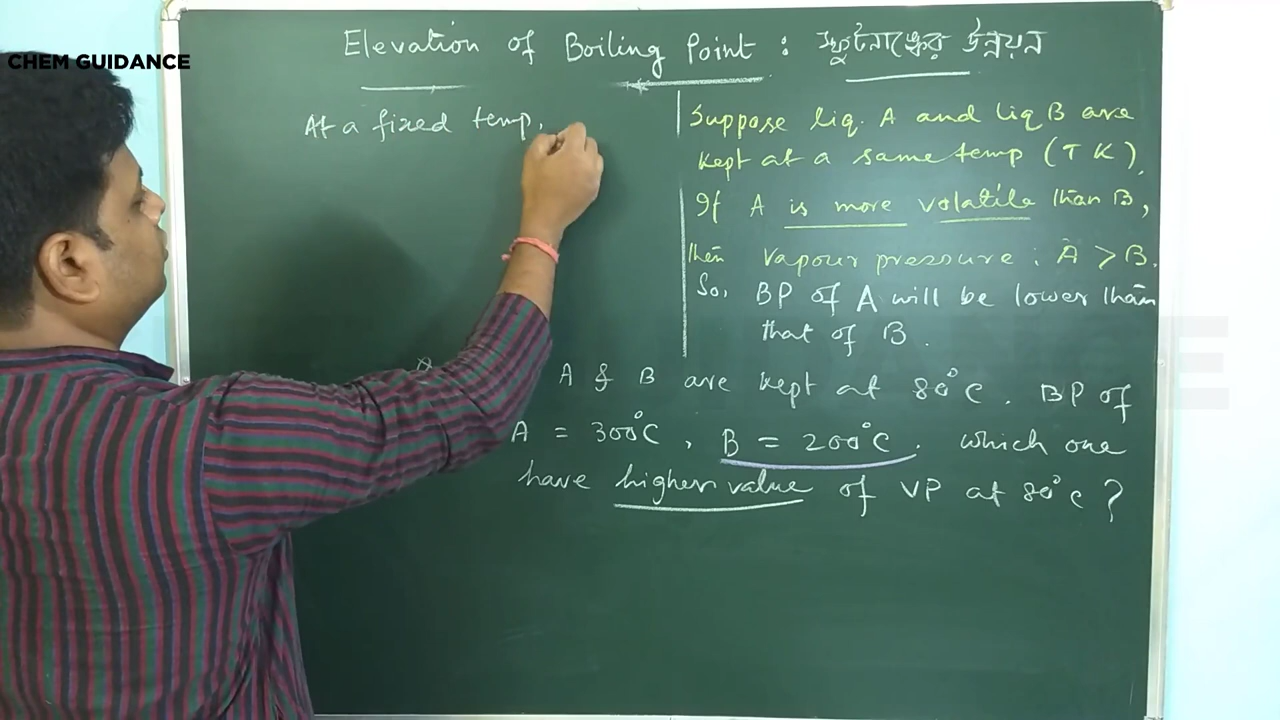 CHEM GUIDANCE
Elevation of Boiling Point : স্ফুটনাঙ্কের উন্নয়ন
At a fixed temp,
Suppose liq. A and liq B are
kept at a same temp (T K),
If A is more volatile than B,
then Vapour pressure : A > B.
So, BP of A will be lower than
that of B.
A & B are kept at 80°C. BP of
A = 300°C, B = 200°C. which one
have higher value of VP at 80°C ?